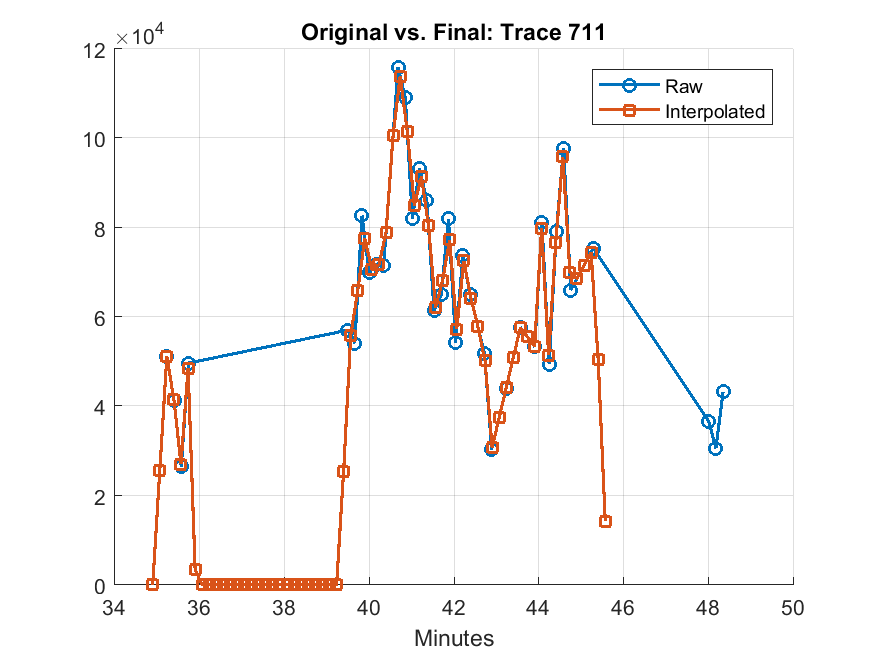 Original vs. Final: Trace 711
×10⁴
12
10
8
6
4
2
0
34 36 38 40 42 44 46 48 50
Minutes
Raw
Interpolated